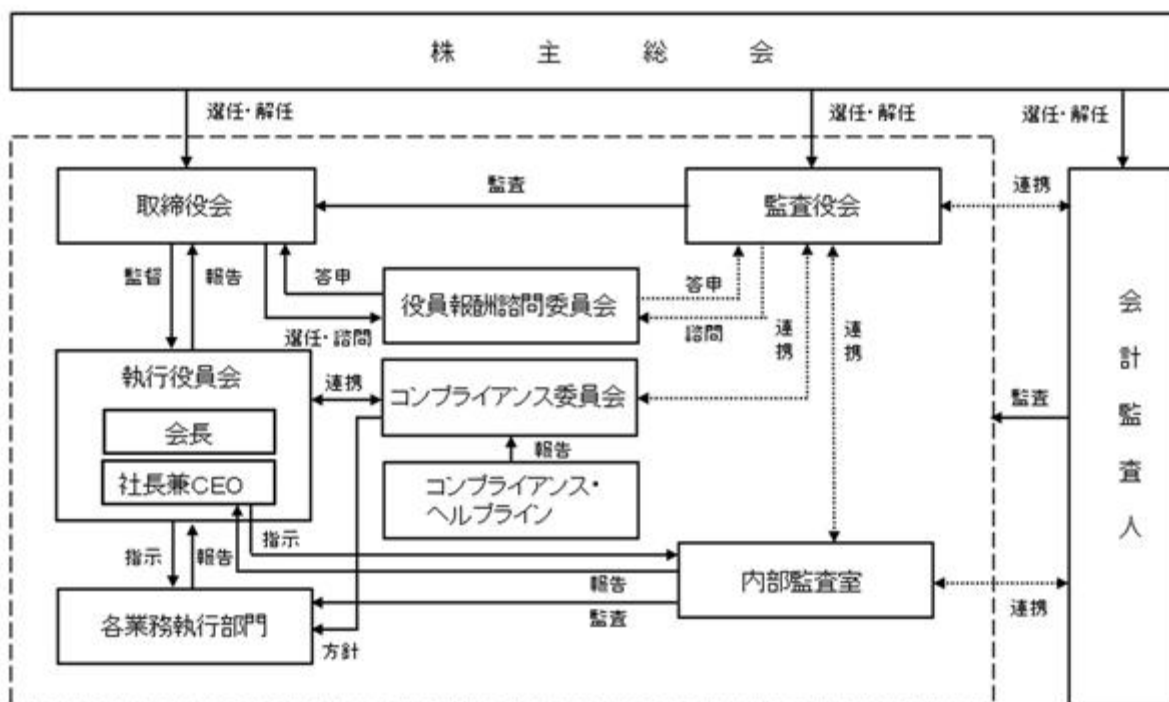 株主総会
選任・解任
選任・解任
選任・解任
取締役会
監査
監査役会
連携
監督
報告
答申
役員報酬諮問委員会
答申
選任・諮問
諮問
連携
連携
執行役員会
連携
コンプライアンス委員会
会長
社長兼CEO
報告
コンプライアンス・
ヘルプライン
監査
会計監査人
指示
報告
指示
内部監査室
報告
監査
連携
各業務執行部門
方針